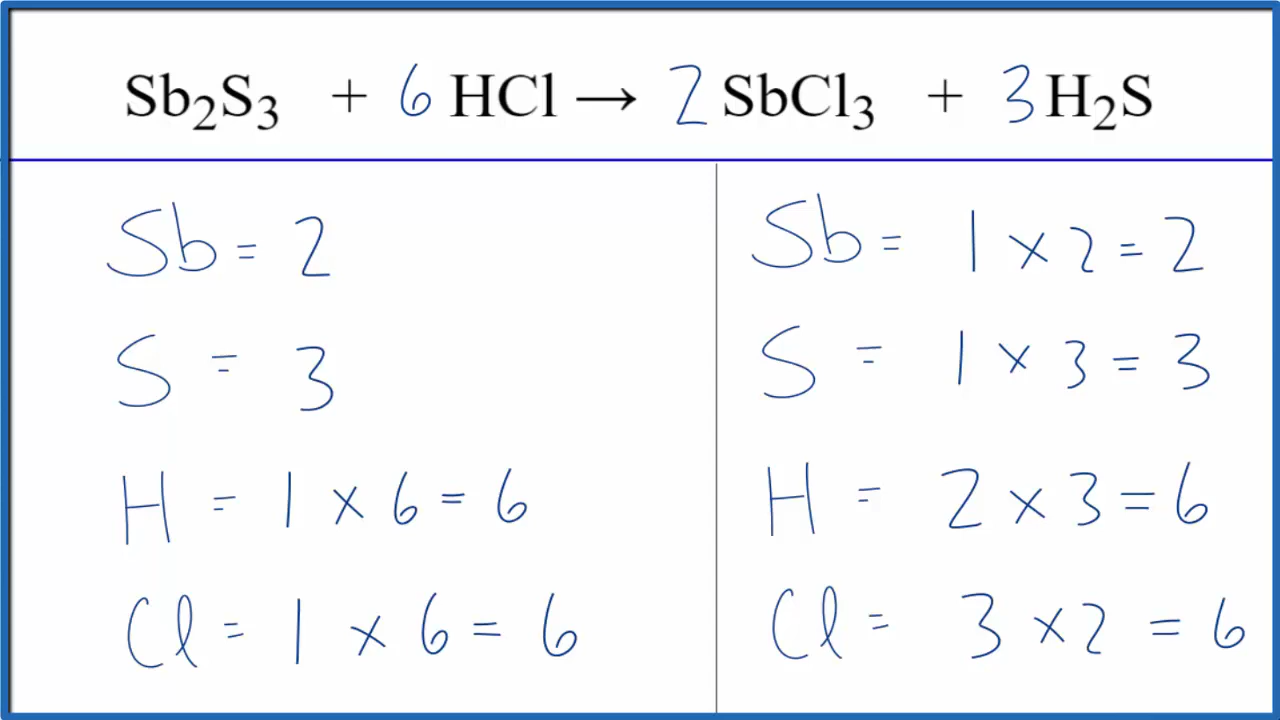 Sb₂S₃ + 6 HCl → 2 SbCl₃ + 3 H₂S
Sb = 2
S = 3
H = 1 × 6 = 6
Cl = 1 × 6 = 6
Sb = 1 × 2 = 2
S = 1 × 3 = 3
H = 2 × 3 = 6
Cl = 3 × 2 = 6